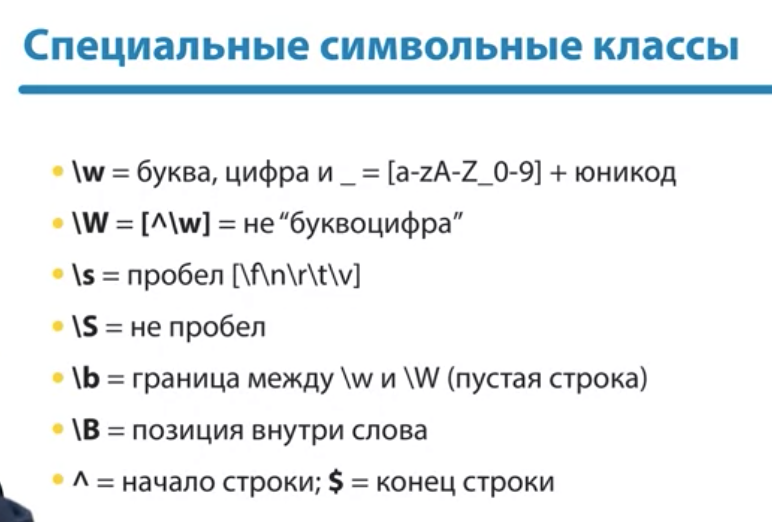 Специальные символьные классы
\w = буква, цифра и _ = [a-zA-Z_0-9] + юникод
\W = [^\w] = не “буквоцифра”
\s = пробел [\f\n\r\t\v]
\S = не пробел
\b = граница между \w и \W (пустая строка)
\B = позиция внутри слова
^ = начало строки; $ = конец строки